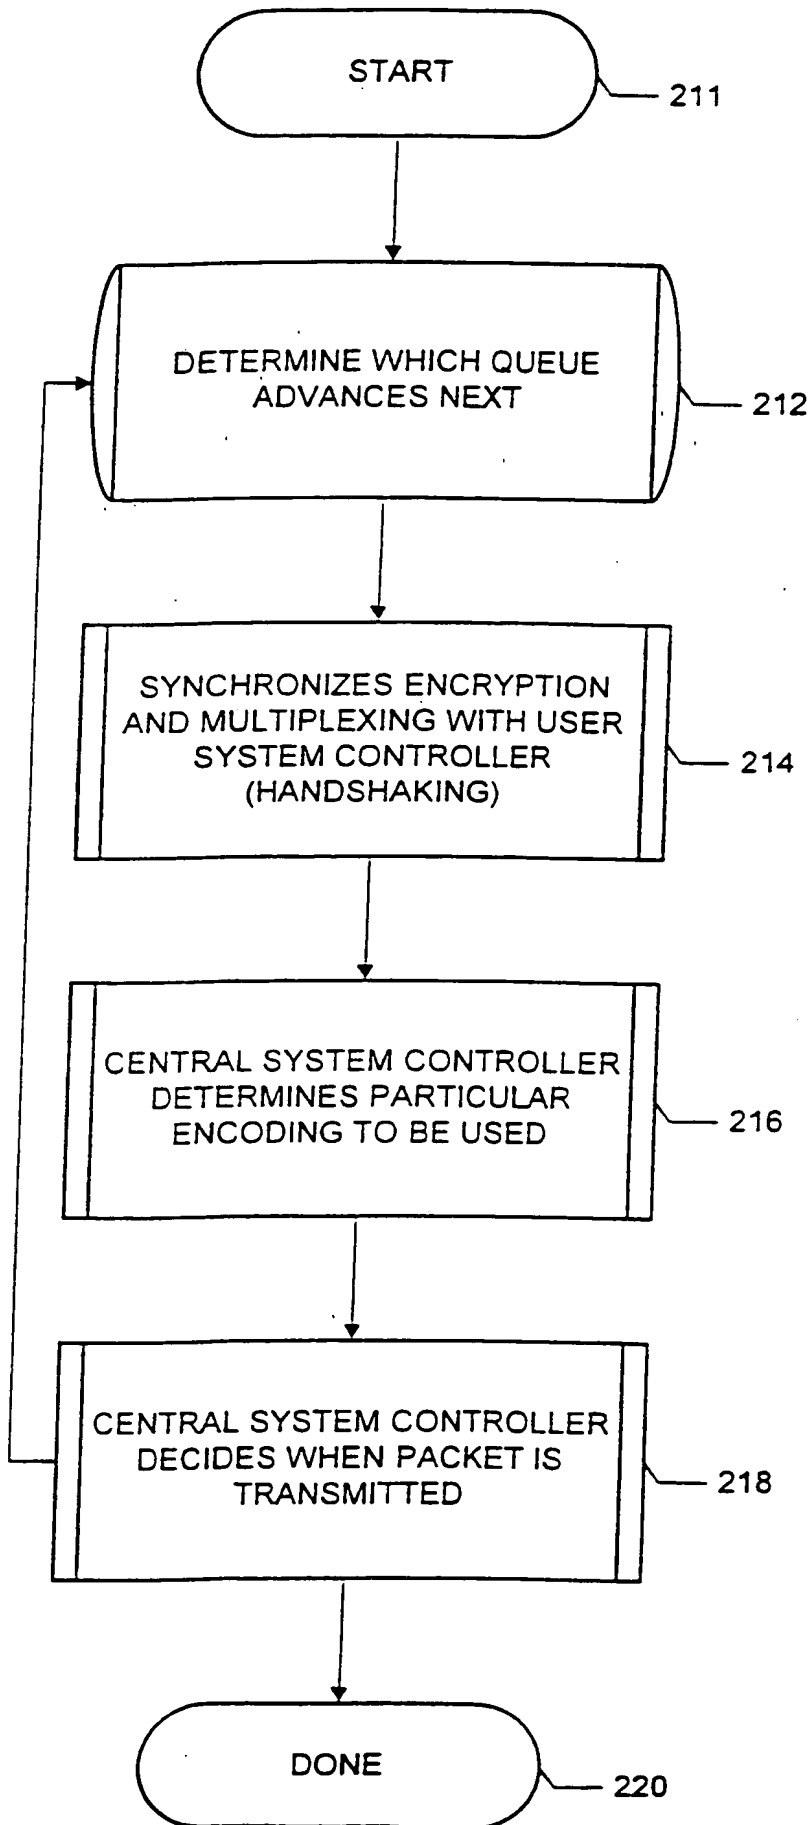 START
211
DETERMINE WHICH QUEUE
ADVANCES NEXT
212
SYNCHRONIZES ENCRYPTION
AND MULTIPLEXING WITH USER
SYSTEM CONTROLLER
(HANDSHAKING)
214
CENTRAL SYSTEM CONTROLLER
DETERMINES PARTICULAR
ENCODING TO BE USED
216
CENTRAL SYSTEM CONTROLLER
DECIDES WHEN PACKET IS
TRANSMITTED
218
DONE
220